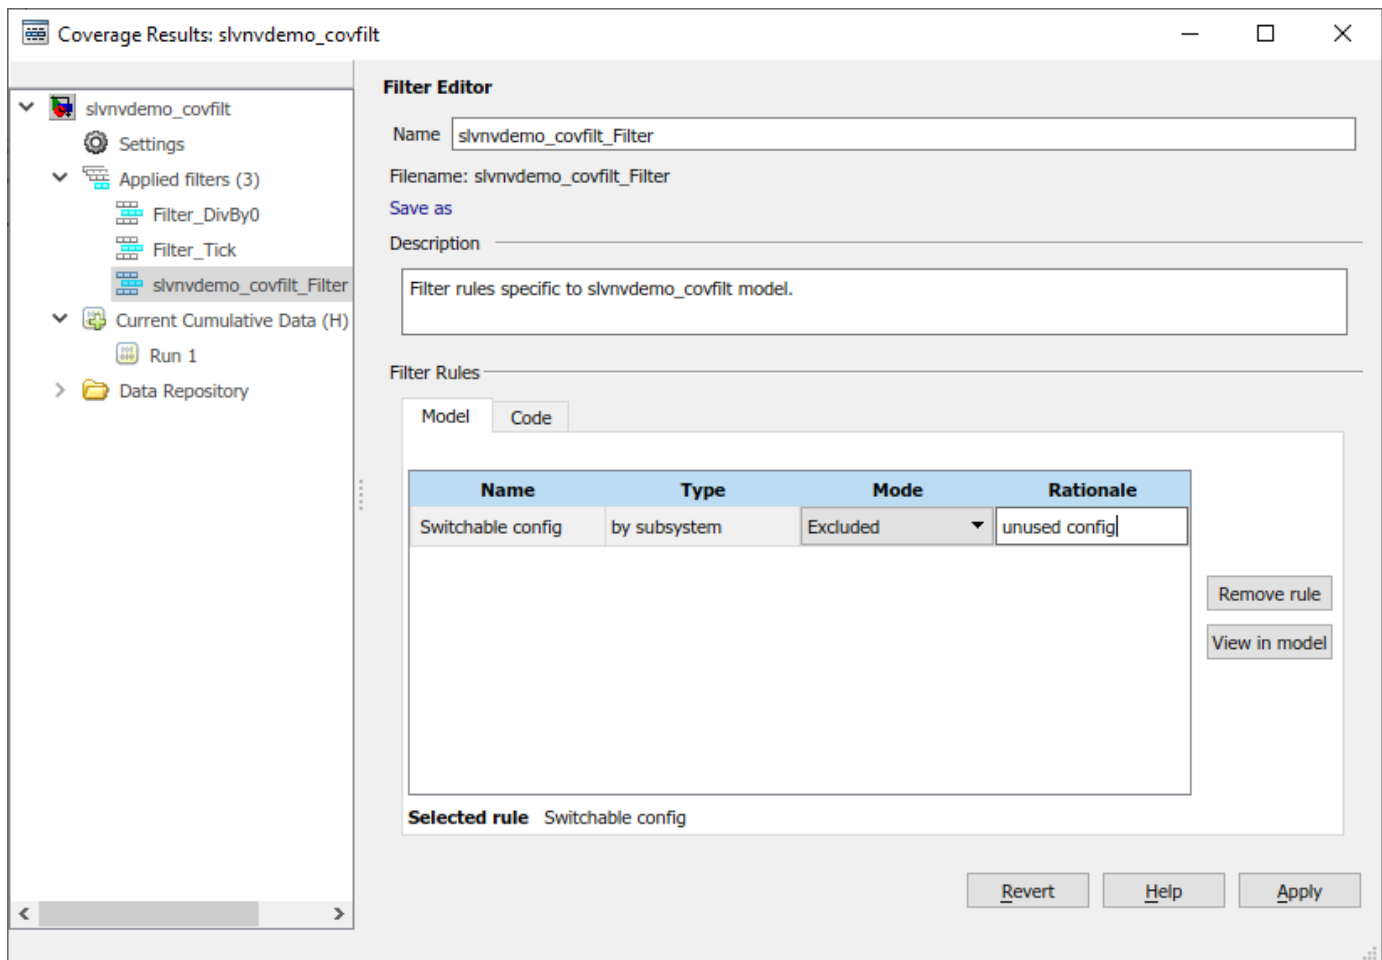 Coverage Results: slvnvdemo_covfilt
slvnvdemo_covfilt
Settings
Applied filters (3)
Filter_DivBy0
Filter_Tick
slvnvdemo_covfilt_Filter
Current Cumulative Data (H)
Run 1
Data Repository
Filter Editor
Name slvnvdemo_covfilt_Filter
Filename: slvnvdemo_covfilt_Filter
Save as
Description
Filter rules specific to slvnvdemo_covfilt model.
Filter Rules
Model Code
Name Type Mode Rationale
Switchable config by subsystem Excluded unused config
Remove rule
View in model
Selected rule Switchable config
Revert Help Apply